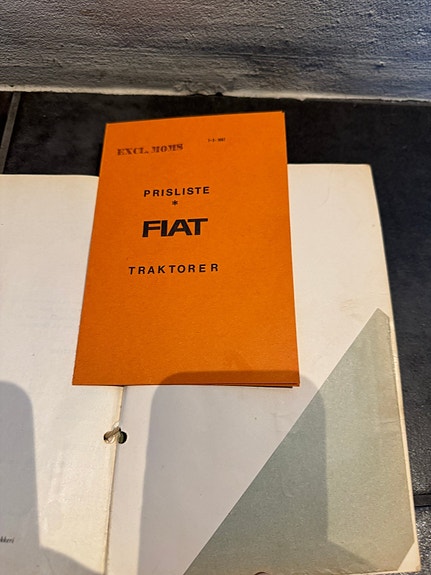 EXCL. MOMS
PRISLISTE
*
FIAT
TRAKTORER